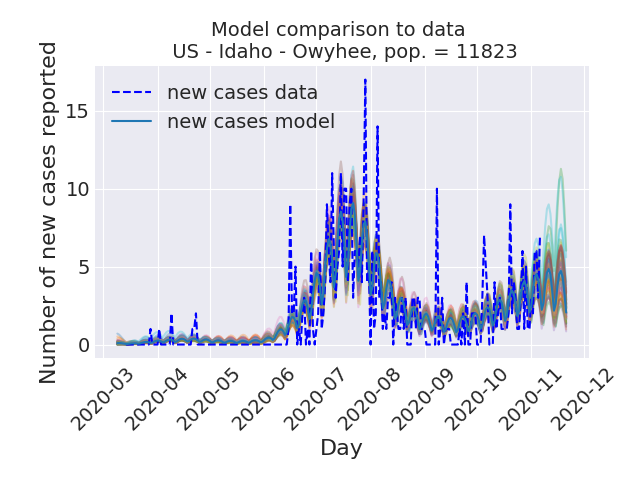 Model comparison to data
US - Idaho - Owyhee, pop. = 11823
Number of new cases reported
15
10
5
0
new cases data
new cases model
2020-03
2020-04
2020-05
2020-06
2020-07
2020-08
2020-09
2020-10
2020-11
2020-12
Day